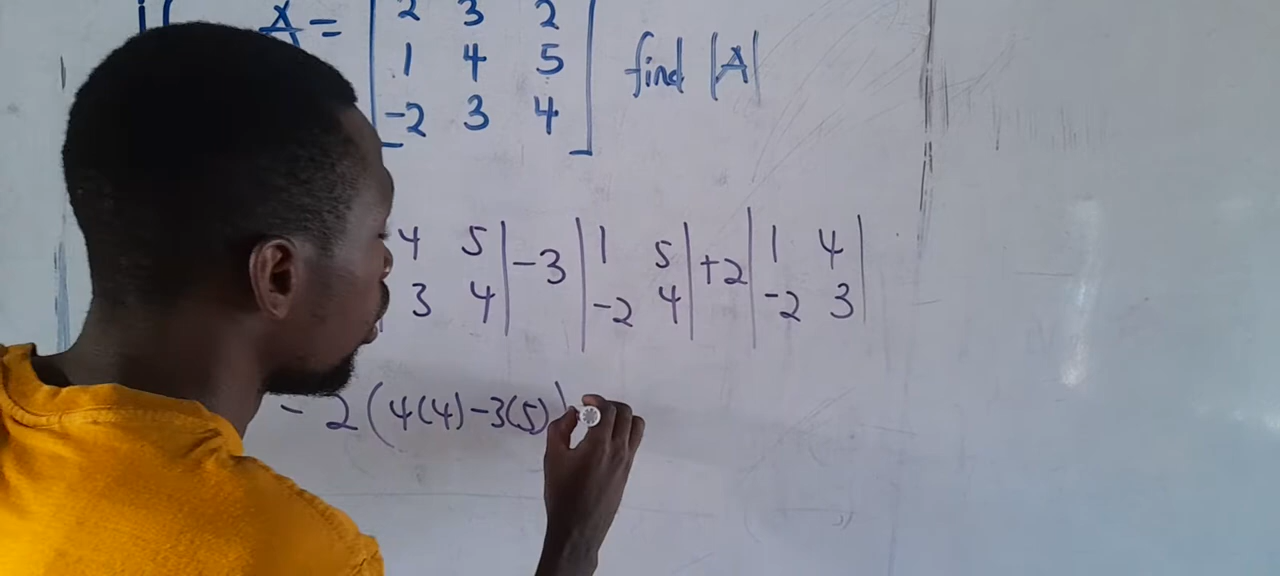 if A = [ 2 3 2 find |A|
1 4 5
-2 3 4 ]
4 5 | -3 | 1 5 | +2 | 1 4 |
3 4 | | -2 4 | | -2 3 |
- 2 ( 4(4) -3(5) )